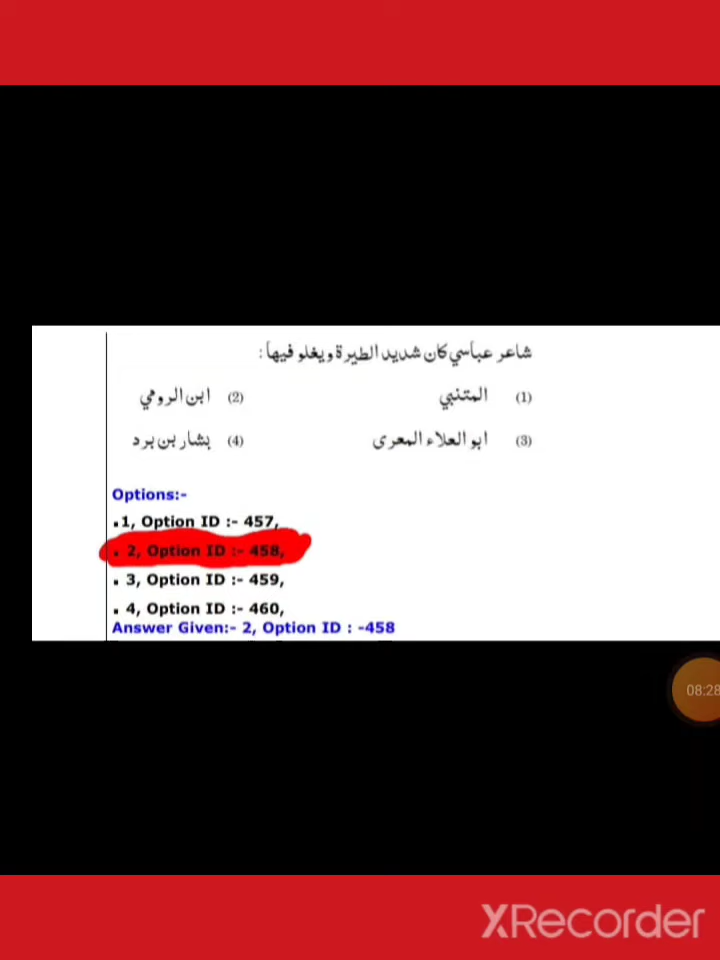 شاعر عباسي كان شديد الطيرة ويغلو فيها:
(1) المتنبي (2) ابن الرومي
(3) ابو العلاء المعرى (4) بشار بن برد
Options:-
1, Option ID :- 457,
2, Option ID :- 458,
3, Option ID :- 459,
4, Option ID :- 460,
Answer Given:- 2, Option ID : -458
08:28
XRecorder